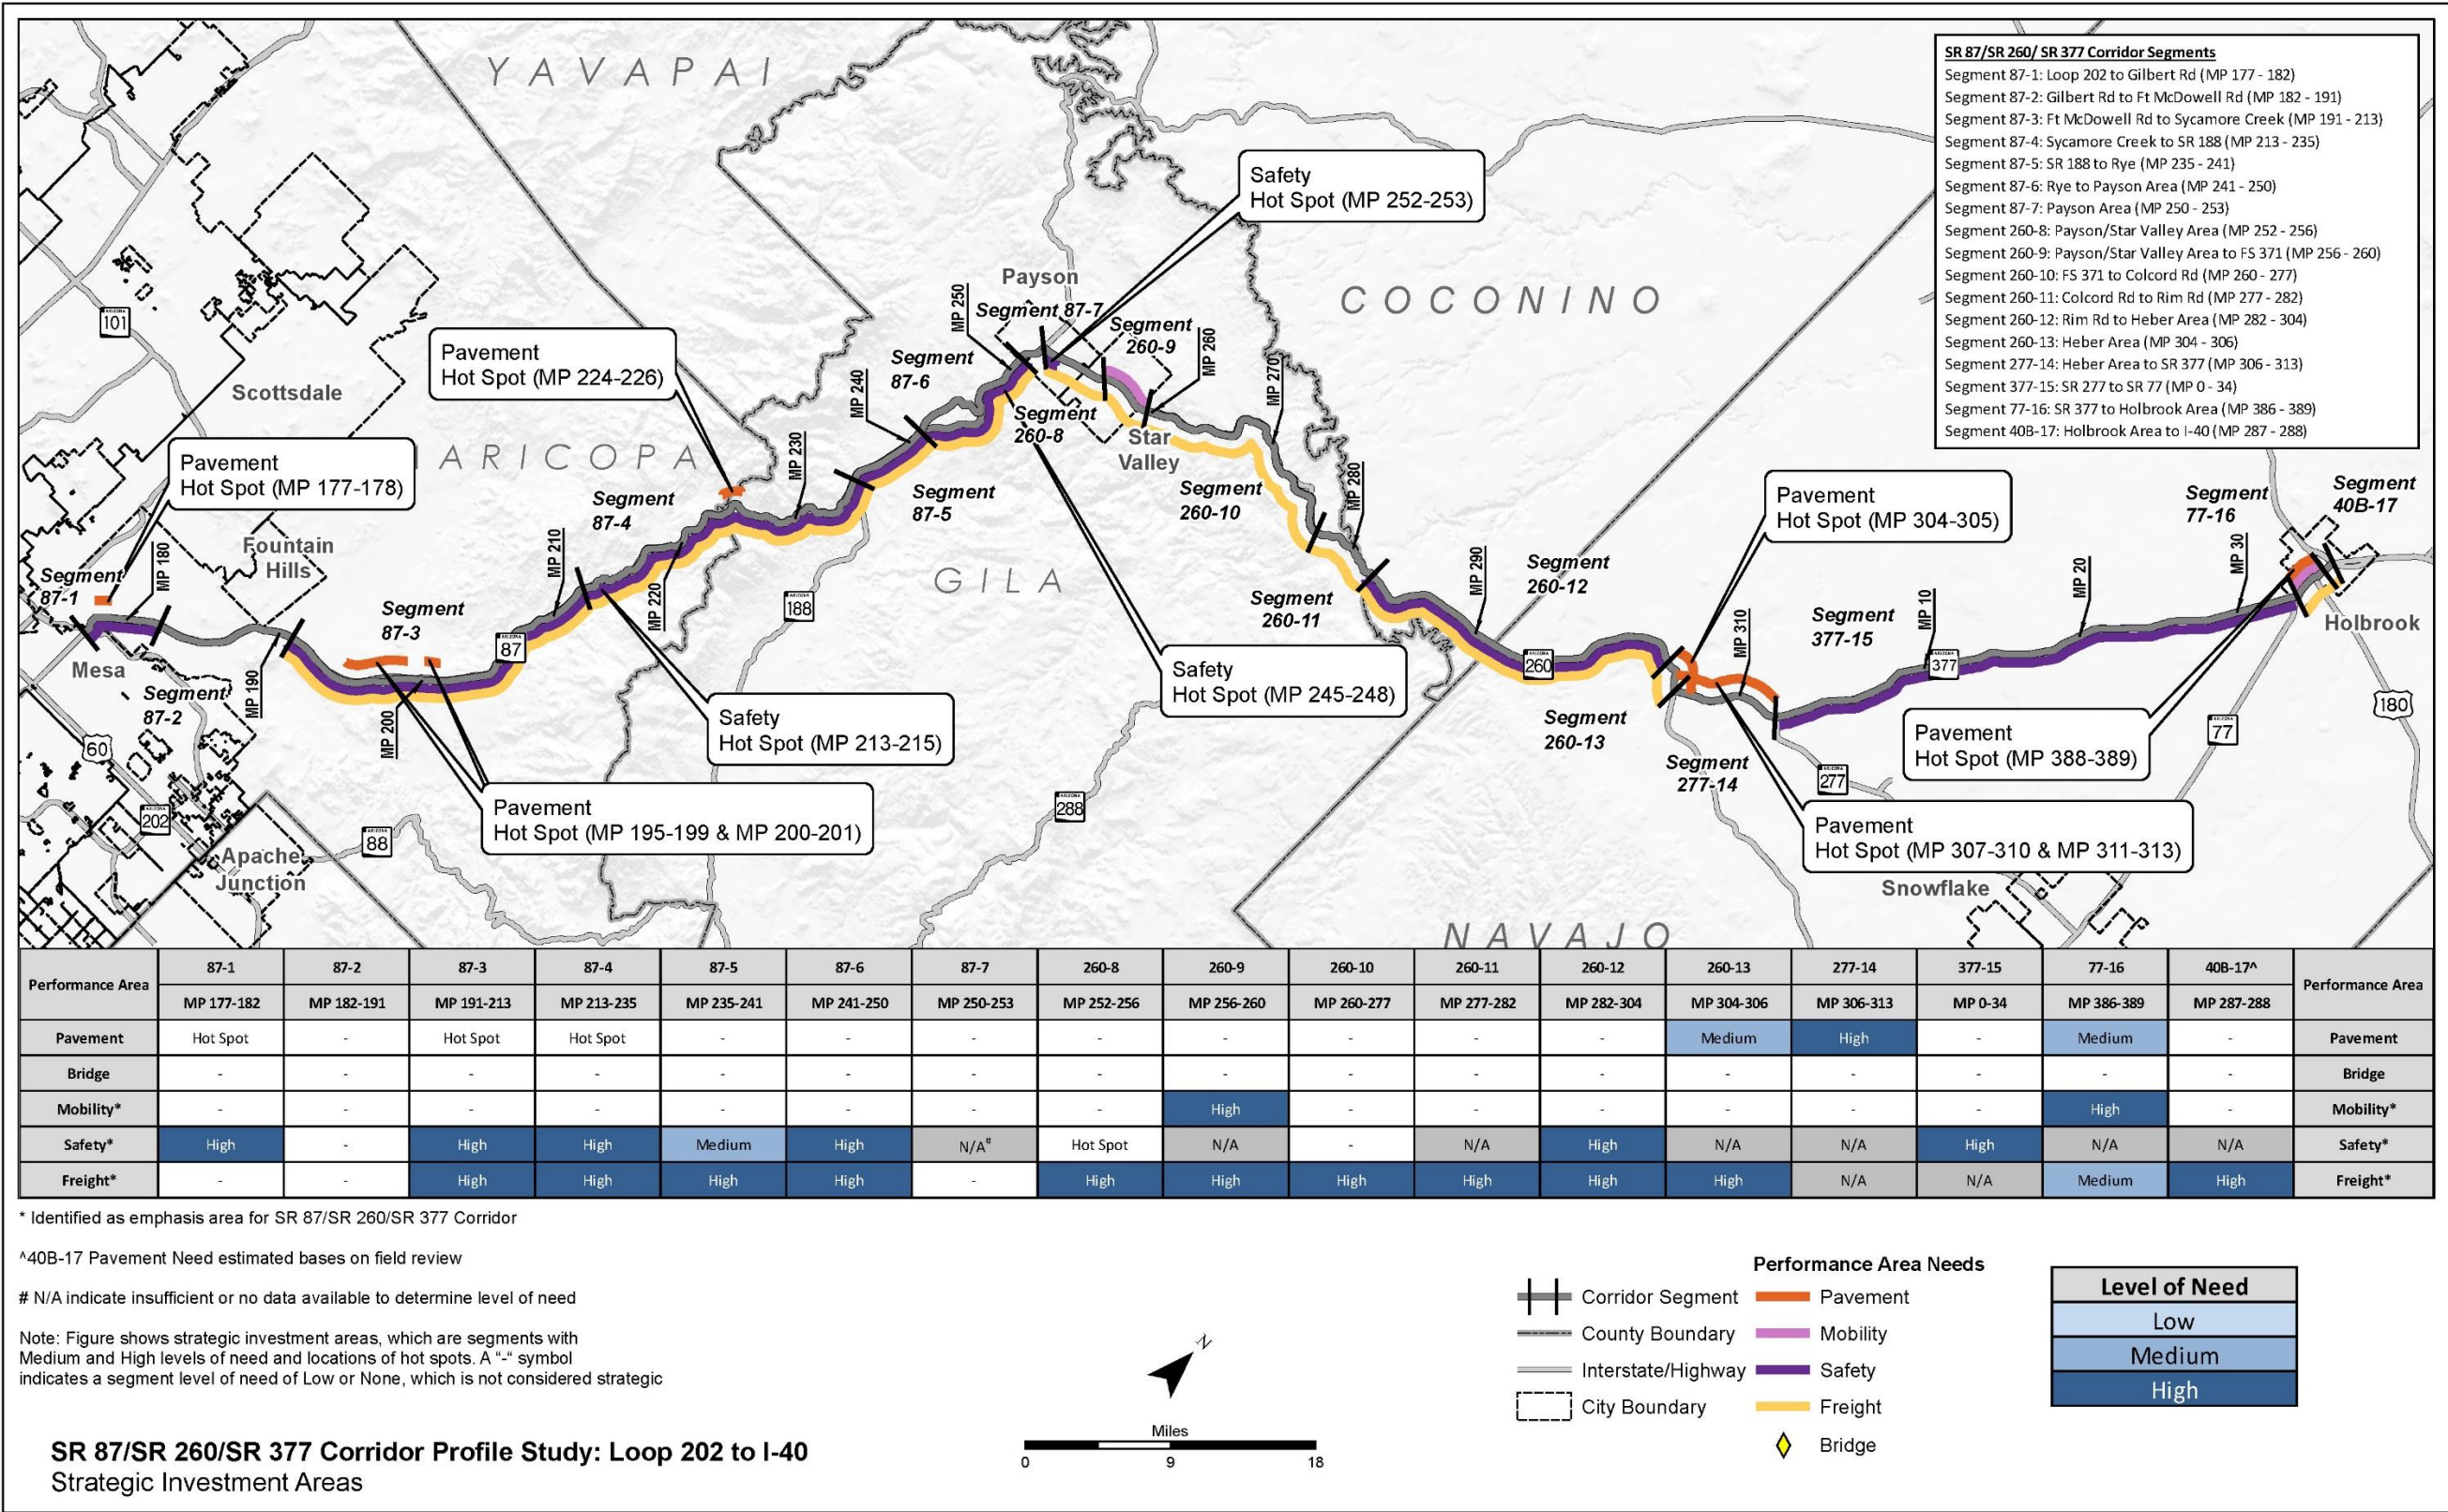 YAVAPAI
COCONINO
ARICOPA
GILA
NAVAJO
SR 87/SR 260/ SR 377 Corridor Segments
Segment 87-1: Loop 202 to Gilbert Rd (MP 177 - 182)
Segment 87-2: Gilbert Rd to Ft McDowell Rd (MP 182 - 191)
Segment 87-3: Ft McDowell Rd to Sycamore Creek (MP 191 - 213)
Segment 87-4: Sycamore Creek to SR 188 (MP 213 - 235)
Segment 87-5: SR 188 to Rye (MP 235 - 241)
Segment 87-6: Rye to Payson Area (MP 241 - 250)
Segment 87-7: Payson Area (MP 250 - 253)
Segment 260-8: Payson/Star Valley Area (MP 252 - 256)
Segment 260-9: Payson/Star Valley Area to FS 371 (MP 256 - 260)
Segment 260-10: FS 371 to Colcord Rd (MP 260 - 277)
Segment 260-11: Colcord Rd to Rim Rd (MP 277 - 282)
Segment 260-12: Rim Rd to Heber Area (MP 282 - 304)
Segment 260-13: Heber Area (MP 304 - 306)
Segment 277-14: Heber Area to SR 377 (MP 306 - 313)
Segment 377-15: SR 277 to SR 77 (MP 0 - 34)
Segment 77-16: SR 377 to Holbrook Area (MP 386 - 389)
Segment 40B-17: Holbrook Area to I-40 (MP 287 - 288)
Safety
Hot Spot (MP 252-253)
Pavement
Hot Spot (MP 224-226)
Pavement
Hot Spot (MP 177-178)
Pavement
Hot Spot (MP 304-305)
Safety
Hot Spot (MP 245-248)
Safety
Hot Spot (MP 213-215)
Pavement
Hot Spot (MP 195-199 & MP 200-201)
Pavement
Hot Spot (MP 388-389)
Pavement
Hot Spot (MP 307-310 & MP 311-313)
Payson
Star
Valley
Scottsdale
Fountain
Hills
Mesa
Apache
Junction
Holbrook
Snowflake
Segment
87-1
Segment
87-2
Segment
87-3
Segment
87-4
Segment
87-5
Segment
87-6
Segment 87-7
Segment
260-8
Segment
260-9
Segment
260-10
Segment
260-11
Segment
260-12
Segment
260-13
Segment
277-14
Segment
377-15
Segment
77-16
Segment
40B-17
MP 180
MP 190
MP 200
MP 210
MP 220
MP 230
MP 240
MP 250
MP 260
MP 270
MP 280
MP 290
MP 310
MP 10
MP 20
MP 30
101
60
202
88
87
188
288
260
277
377
77
180
Performance Area 87-1 87-2 87-3 87-4 87-5 87-6 87-7 260-8 260-9 260-10 260-11 260-12 260-13 277-14 377-15 77-16 40B-17^ Performance Area
MP 177-182 MP 182-191 MP 191-213 MP 213-235 MP 235-241 MP 241-250 MP 250-253 MP 252-256 MP 256-260 MP 260-277 MP 277-282 MP 282-304 MP 304-306 MP 306-313 MP 0-34 MP 386-389 MP 287-288
Pavement Hot Spot - Hot Spot Hot Spot - - - - - - - - Medium High - Medium - Pavement
Bridge - - - - - - - - - - - - - - - - - Bridge
Mobility* - - - - - - - - High - - - - - - High - Mobility*
Safety* High - High High Medium High N/A# Hot Spot N/A - N/A High N/A N/A High N/A N/A Safety*
Freight* - - High High High High - High High High High High High N/A N/A Medium High Freight*
* Identified as emphasis area for SR 87/SR 260/SR 377 Corridor
^40B-17 Pavement Need estimated bases on field review
# N/A indicate insufficient or no data available to determine level of need
Note: Figure shows strategic investment areas, which are segments with
Medium and High levels of need and locations of hot spots. A "-" symbol
indicates a segment level of need of Low or None, which is not considered strategic
SR 87/SR 260/SR 377 Corridor Profile Study: Loop 202 to I-40
Strategic Investment Areas
N
Miles
0 9 18
Performance Area Needs
Corridor Segment
County Boundary
Interstate/Highway
City Boundary
Pavement
Mobility
Safety
Freight
Bridge
Level of Need
Low
Medium
High